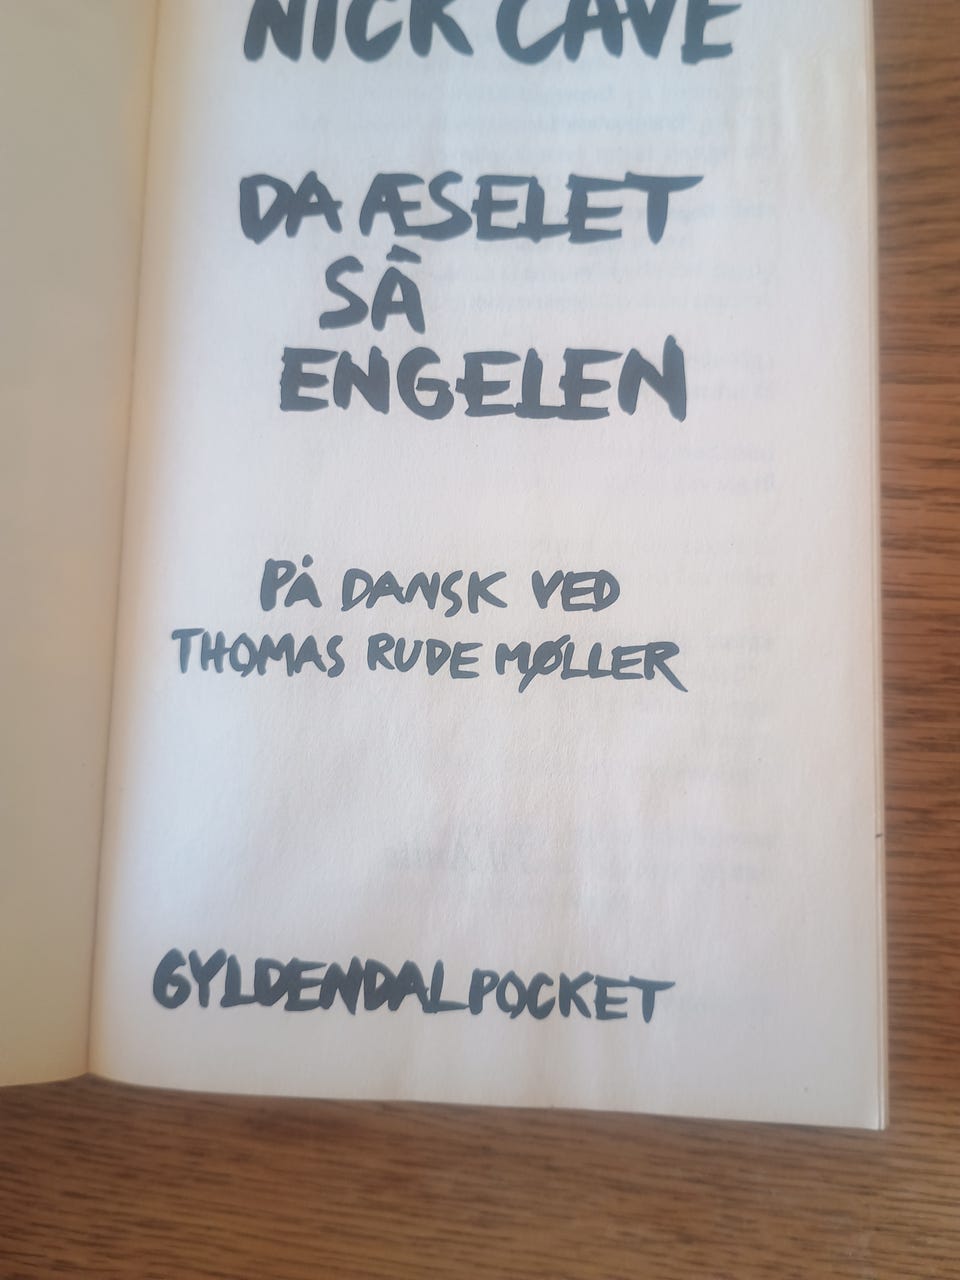 NICK CAVE
DA ÆSELET
SÅ
ENGELEN
PÅ DANSK VED
THOMAS RUDE MØLLER
GYLDENDAL POCKET